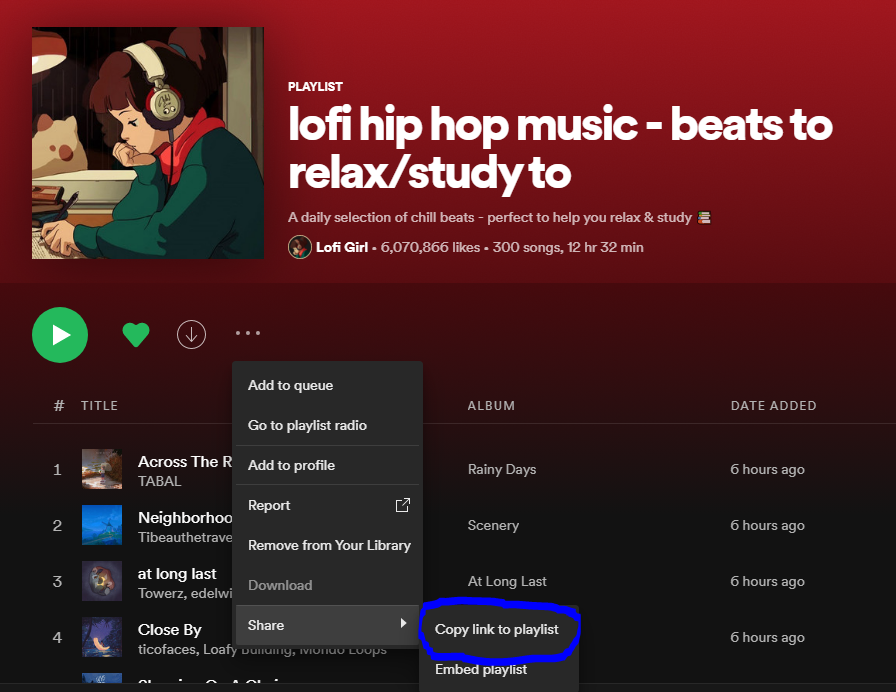 PLAYLIST
lofi hip hop music - beats to
relax/study to
A daily selection of chill beats - perfect to help you relax & study 📚
Lofi Girl • 6,070,866 likes • 300 songs, 12 hr 32 min
# TITLE ALBUM DATE ADDED
1 Across The R Rainy Days 6 hours ago
TABAL
2 Neighborhoo Scenery 6 hours ago
Tibeauthetrave
3 at long last At Long Last 6 hours ago
Towerz, edelwi
4 Close By 6 hours ago
ticofaces, Loafy Building, Mondo Loops
Add to queue
Go to playlist radio
Add to profile
Report
Remove from Your Library
Download
Share
Copy link to playlist
Embed playlist